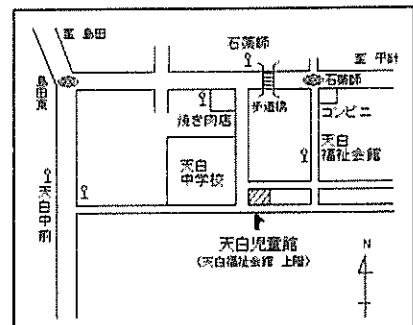 至 島田
石薬師
至 平針
島田東
石薬師
歩道橋
コンビニ
焼き肉店
天白
福祉会館
天白
中学校
天白中前
天白児童館
(天白福祉会館 上階)
N